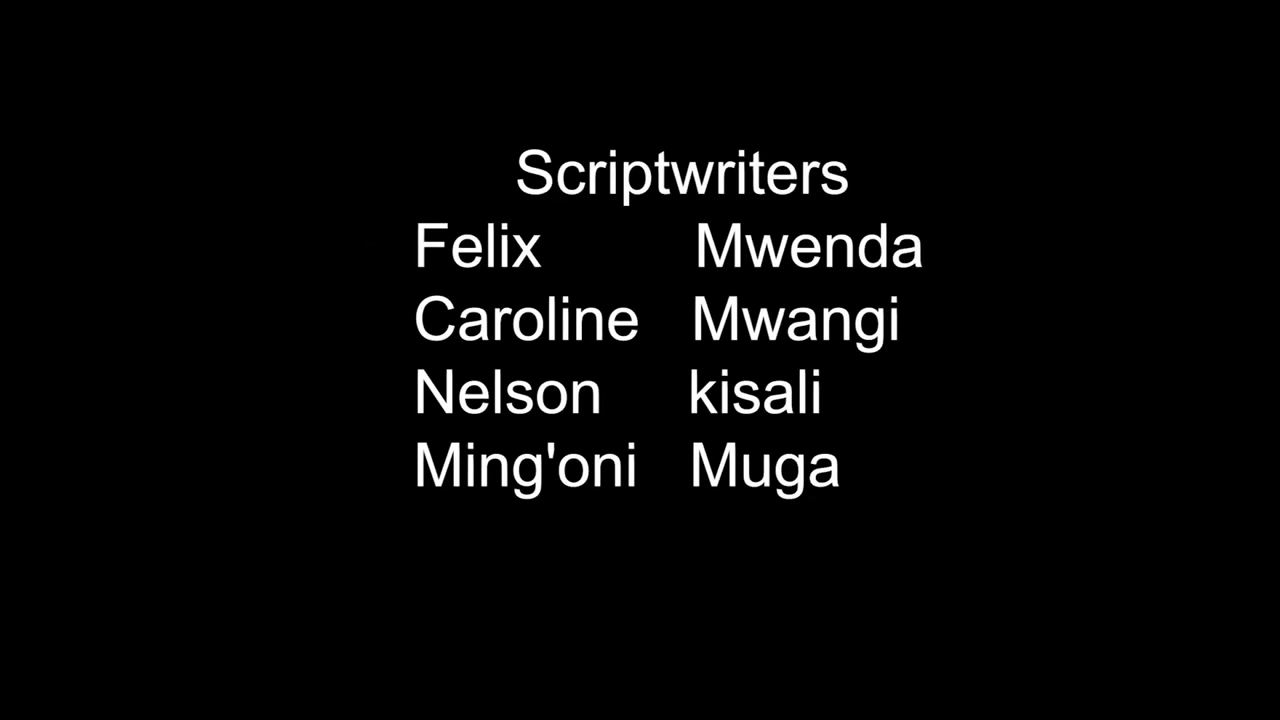 Scriptwriters
Felix Mwenda
Caroline Mwangi
Nelson kisali
Ming'oni Muga